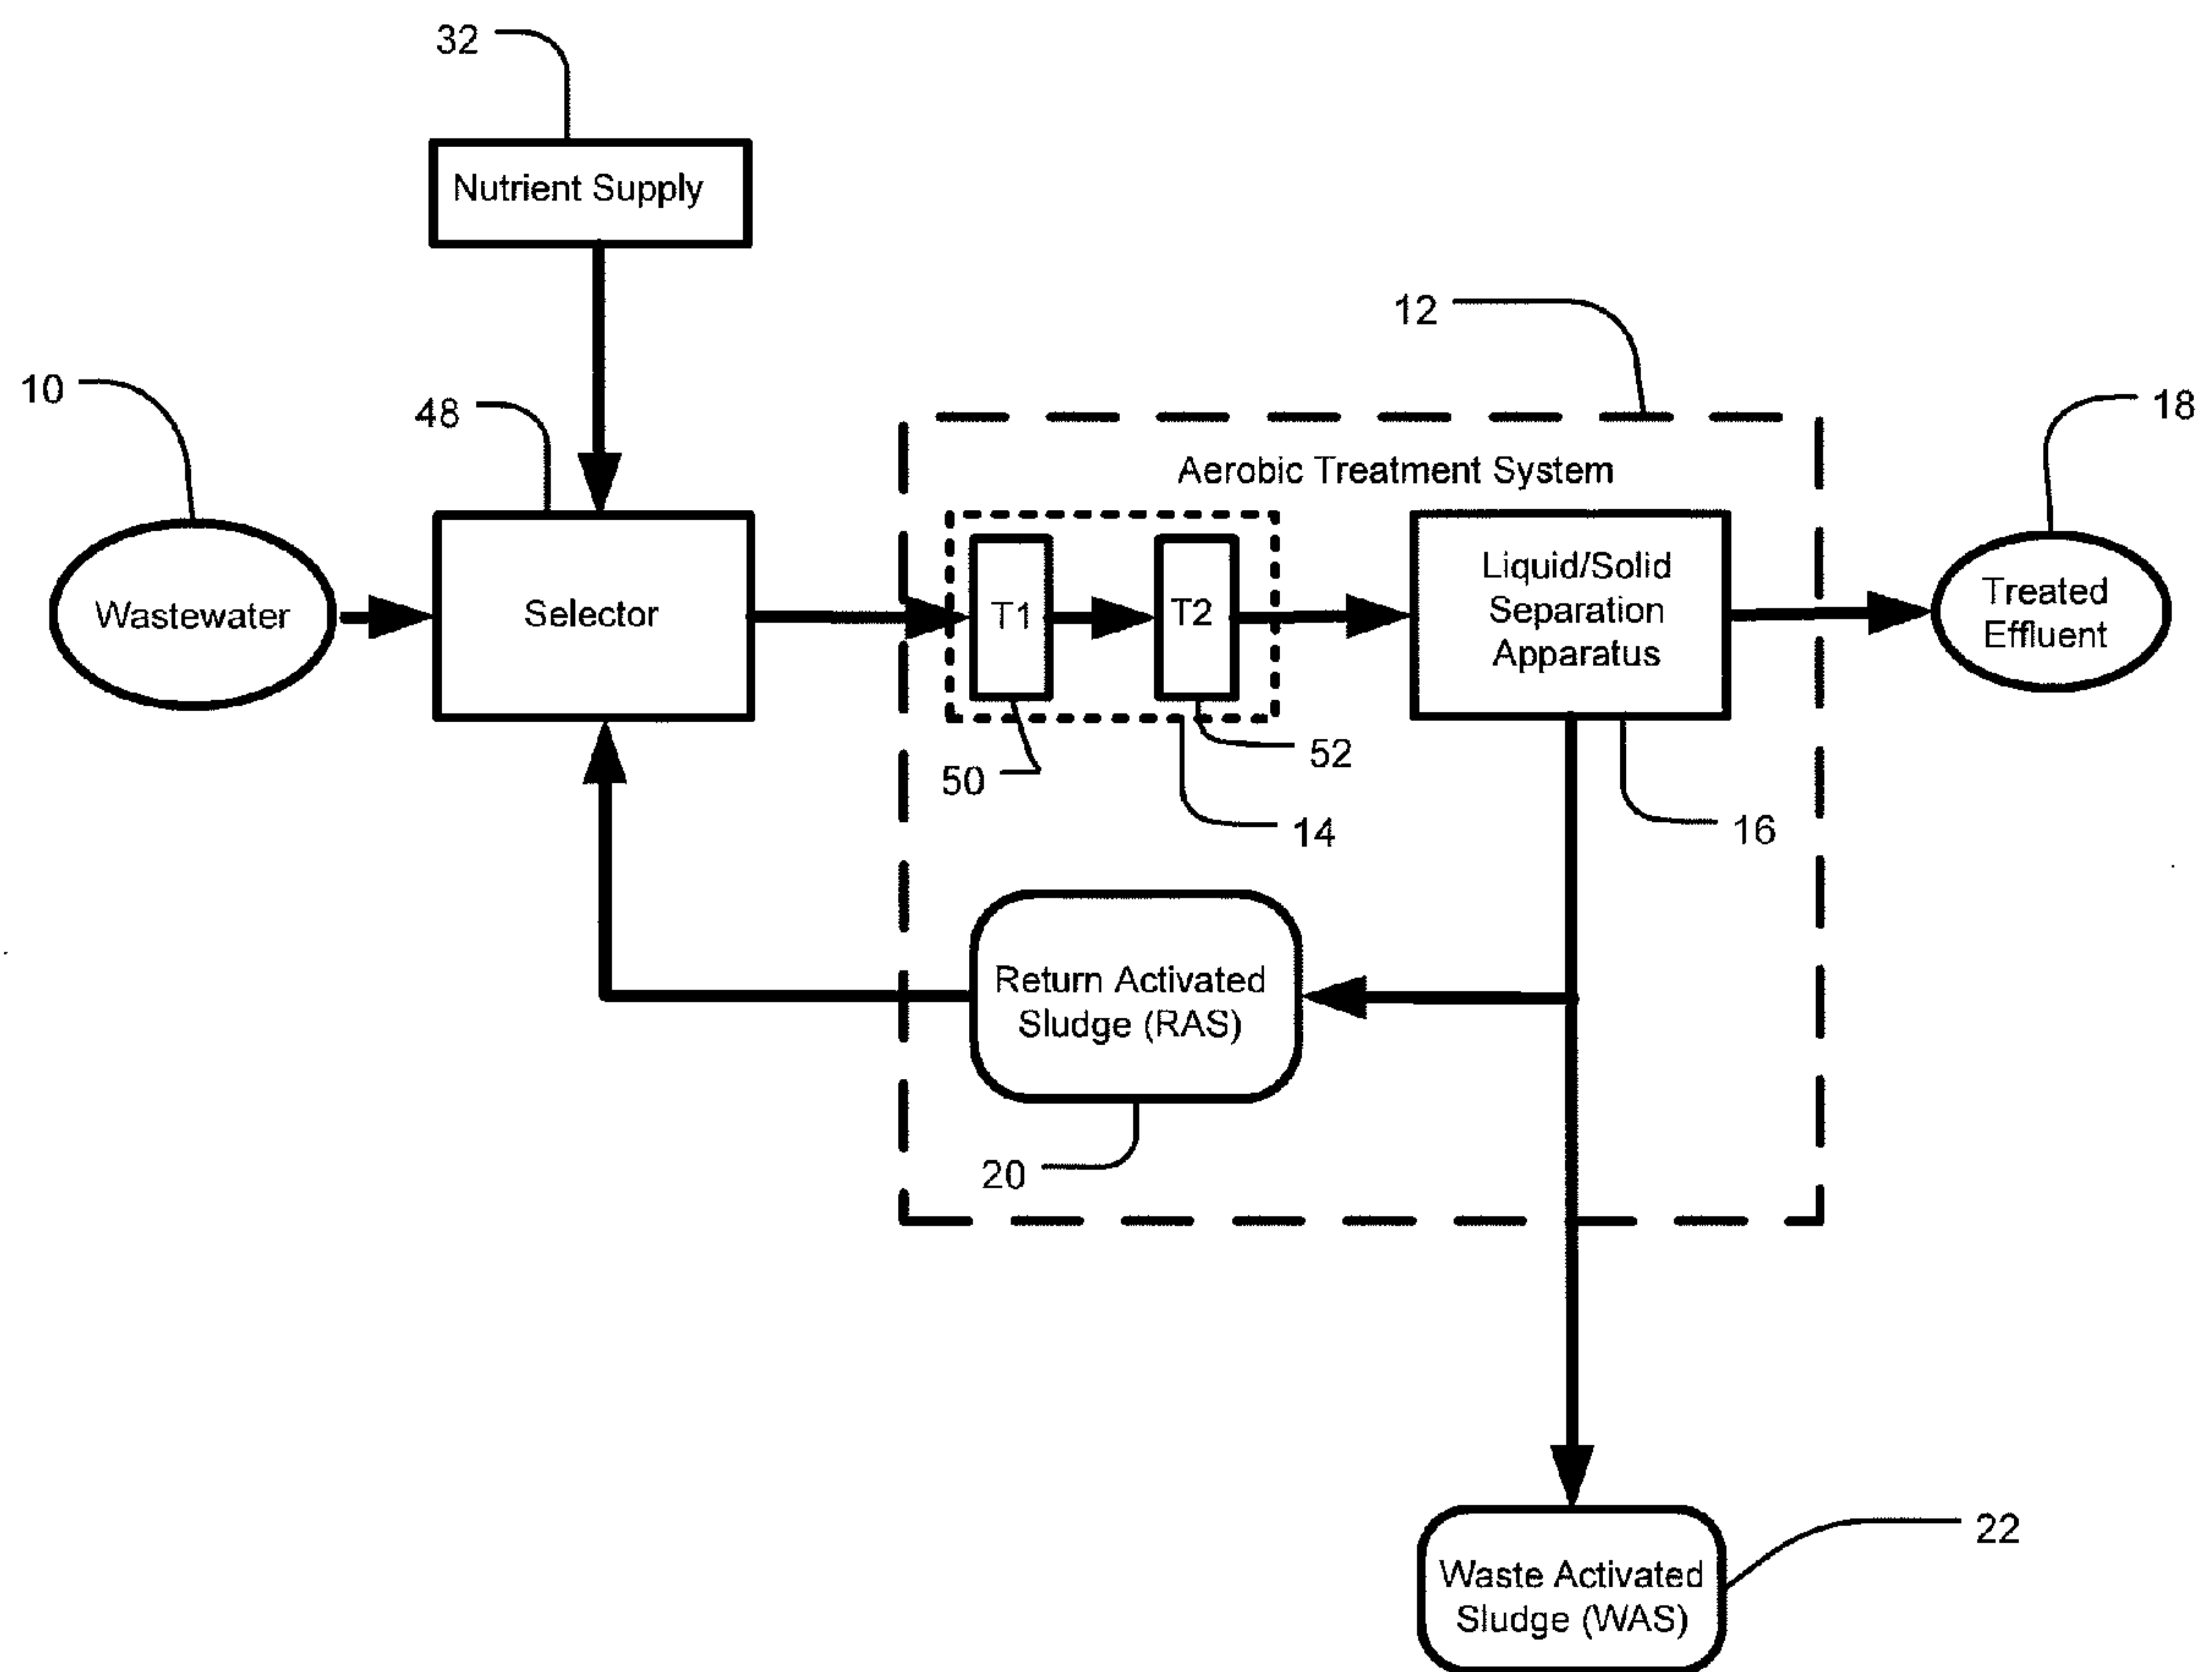 32
Nutrient Supply
12
10
48
18
Aerobic Treatment System
Wastewater
Selector
T1
T2
Liquid/Solid
Separation
Apparatus
Treated
Effluent
50
52
14
16
Return Activated
Sludge (RAS)
20
22
Waste Activated
Sludge (WAS)